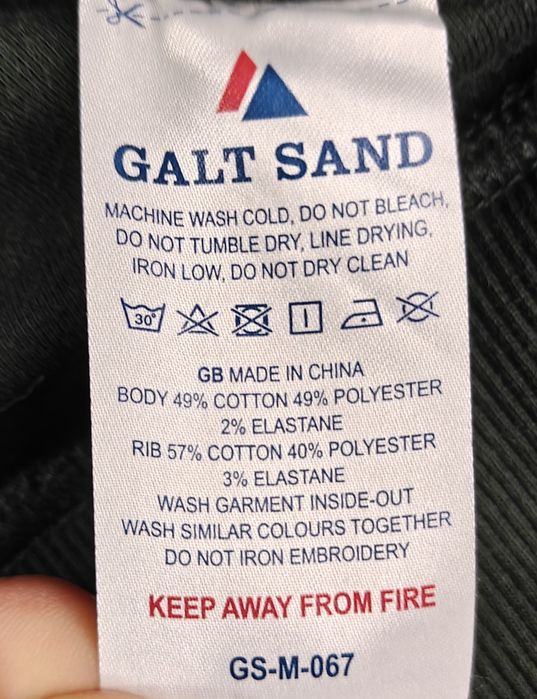 GALT SAND
MACHINE WASH COLD, DO NOT BLEACH,
DO NOT TUMBLE DRY, LINE DRYING,
IRON LOW, DO NOT DRY CLEAN
30°
GB MADE IN CHINA
BODY 49% COTTON 49% POLYESTER
2% ELASTANE
RIB 57% COTTON 40% POLYESTER
3% ELASTANE
WASH GARMENT INSIDE-OUT
WASH SIMILAR COLOURS TOGETHER
DO NOT IRON EMBROIDERY
KEEP AWAY FROM FIRE
GS-M-067